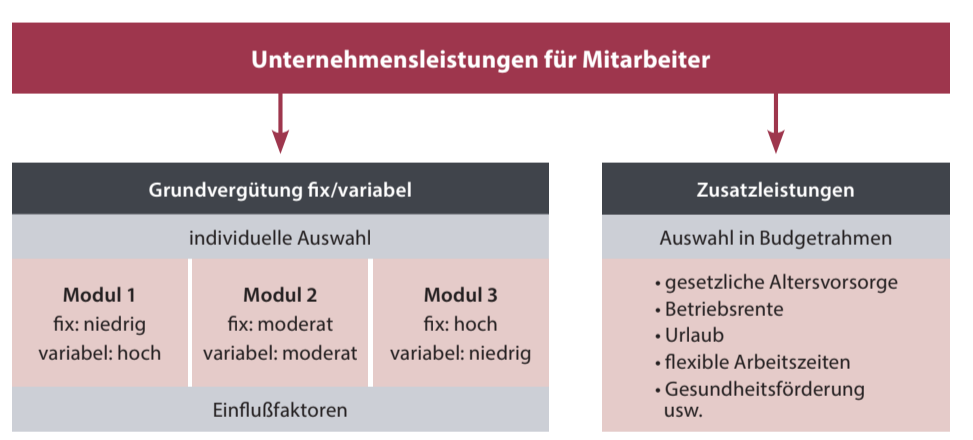 Unternehmensleistungen für Mitarbeiter
Grundvergütung fix/variabel
individuelle Auswahl
Modul 1
fix: niedrig
variabel: hoch
Modul 2
fix: moderat
variabel: moderat
Modul 3
fix: hoch
variabel: niedrig
Einflußfaktoren
Zusatzleistungen
Auswahl in Budgetrahmen
• gesetzliche Altersvorsorge
• Betriebsrente
• Urlaub
• flexible Arbeitszeiten
• Gesundheitsförderung
usw.